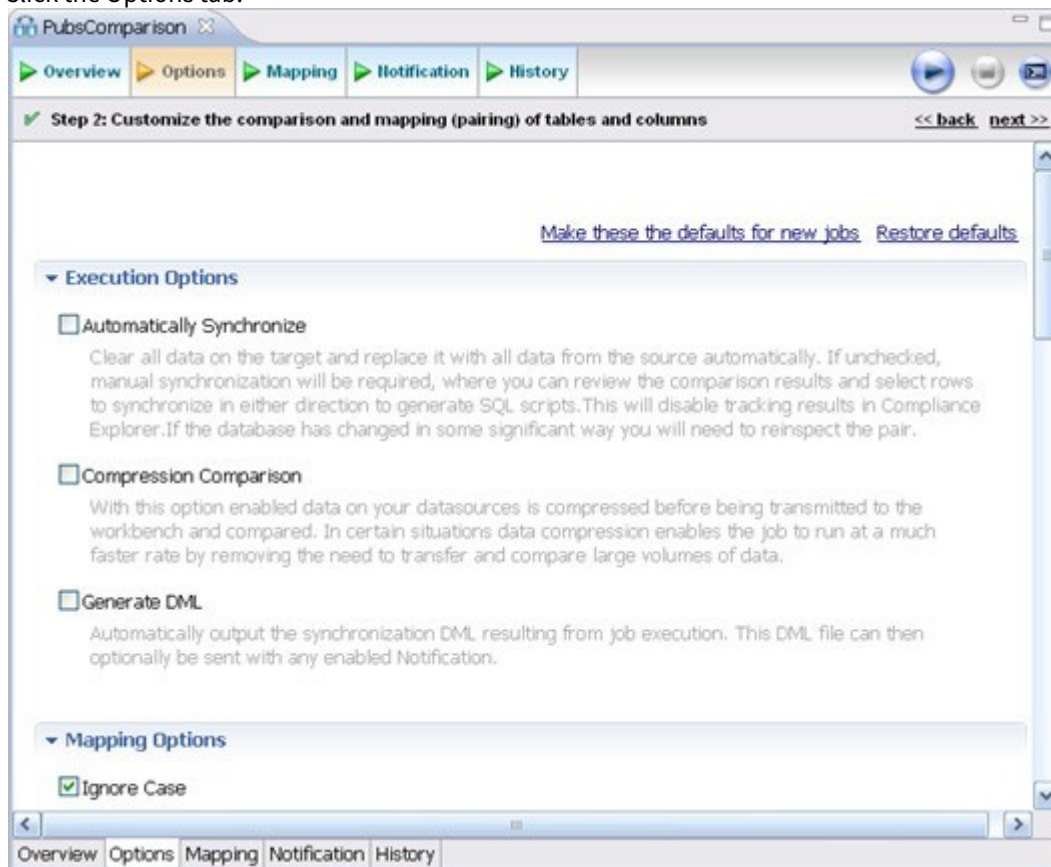 Click the Options tab.
PubsComparison
Overview Options Mapping Notification History
Step 2: Customize the comparison and mapping (pairing) of tables and columns << back next >>
Make these the defaults for new jobs Restore defaults
Execution Options
Automatically Synchronize
Clear all data on the target and replace it with all data from the source automatically. If unchecked,
manual synchronization will be required, where you can review the comparison results and select rows
to synchronize in either direction to generate SQL scripts.This will disable tracking results in Compliance
Explorer.If the database has changed in some significant way you will need to reinspect the pair.
Compression Comparison
With this option enabled data on your datasources is compressed before being transmitted to the
workbench and compared. In certain situations data compression enables the job to run at a much
faster rate by removing the need to transfer and compare large volumes of data.
Generate DML
Automatically output the synchronization DML resulting from job execution. This DML file can then
optionally be sent with any enabled Notification.
Mapping Options
Ignore Case
Overview Options Mapping Notification History